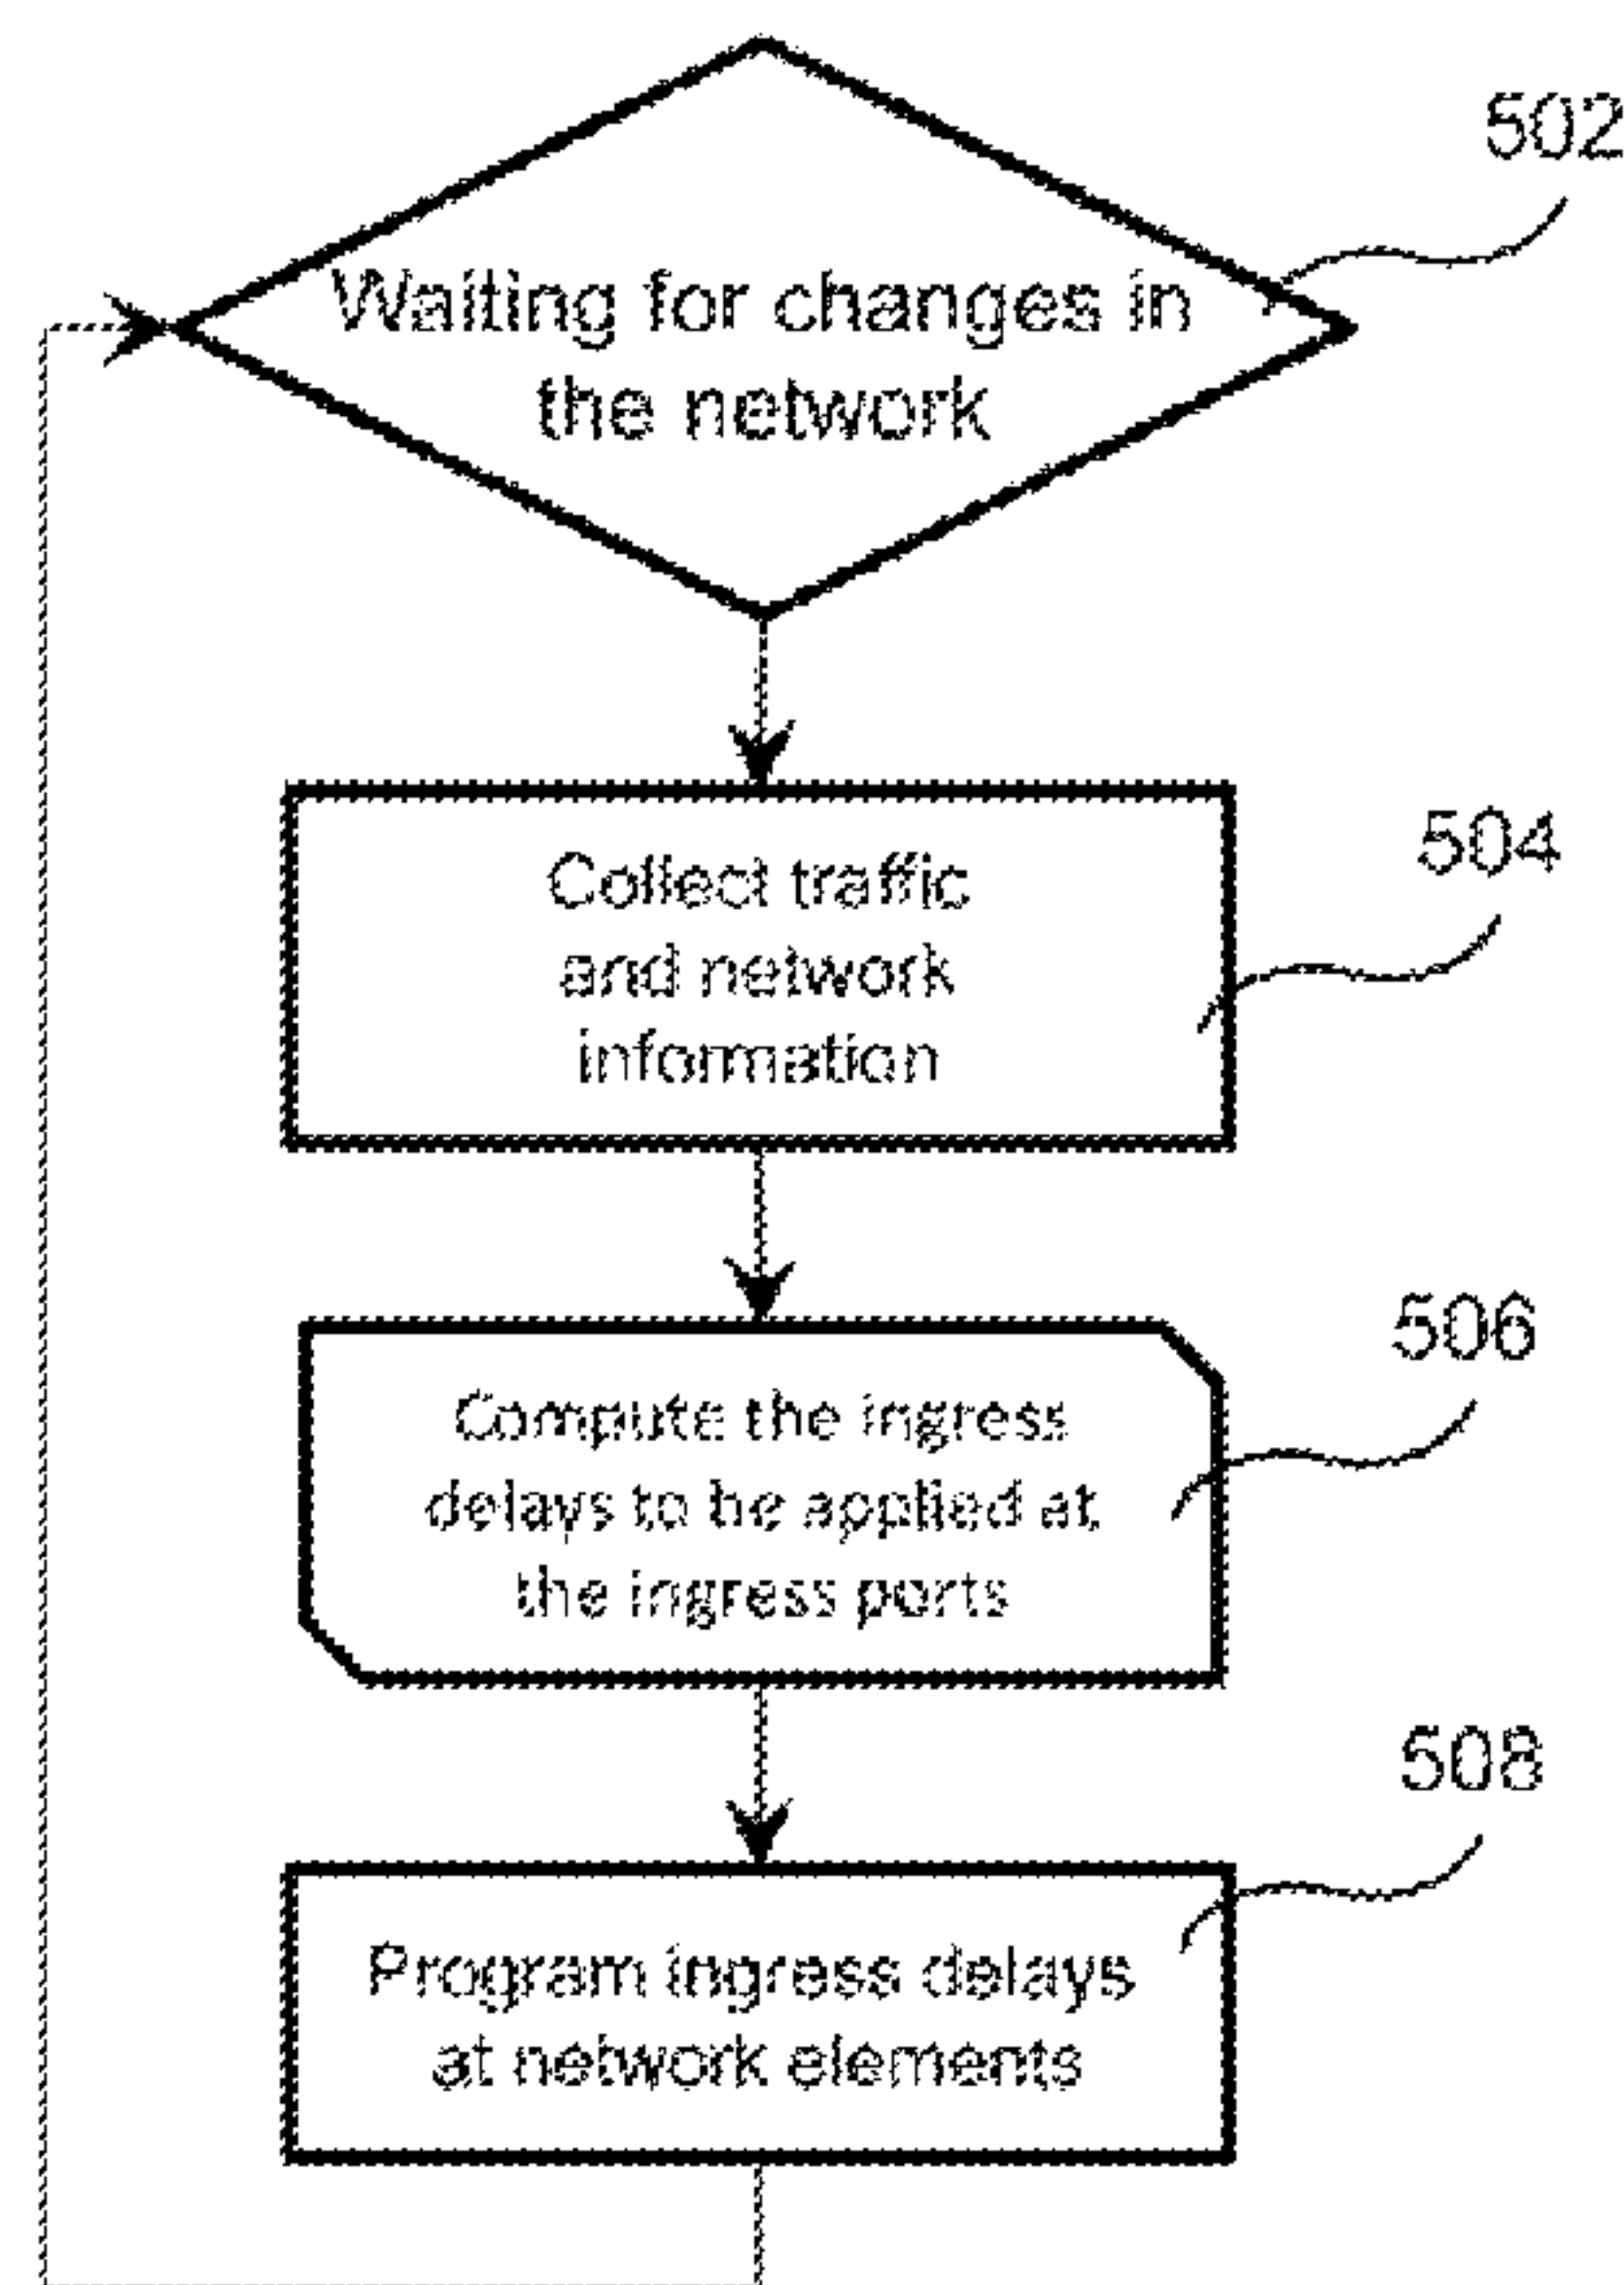 502
Waiting for changes in
the network
504
Collect traffic
and network
information
506
Compute the ingress
delays to be applied at
the ingress ports
508
Program ingress delays
at network elements